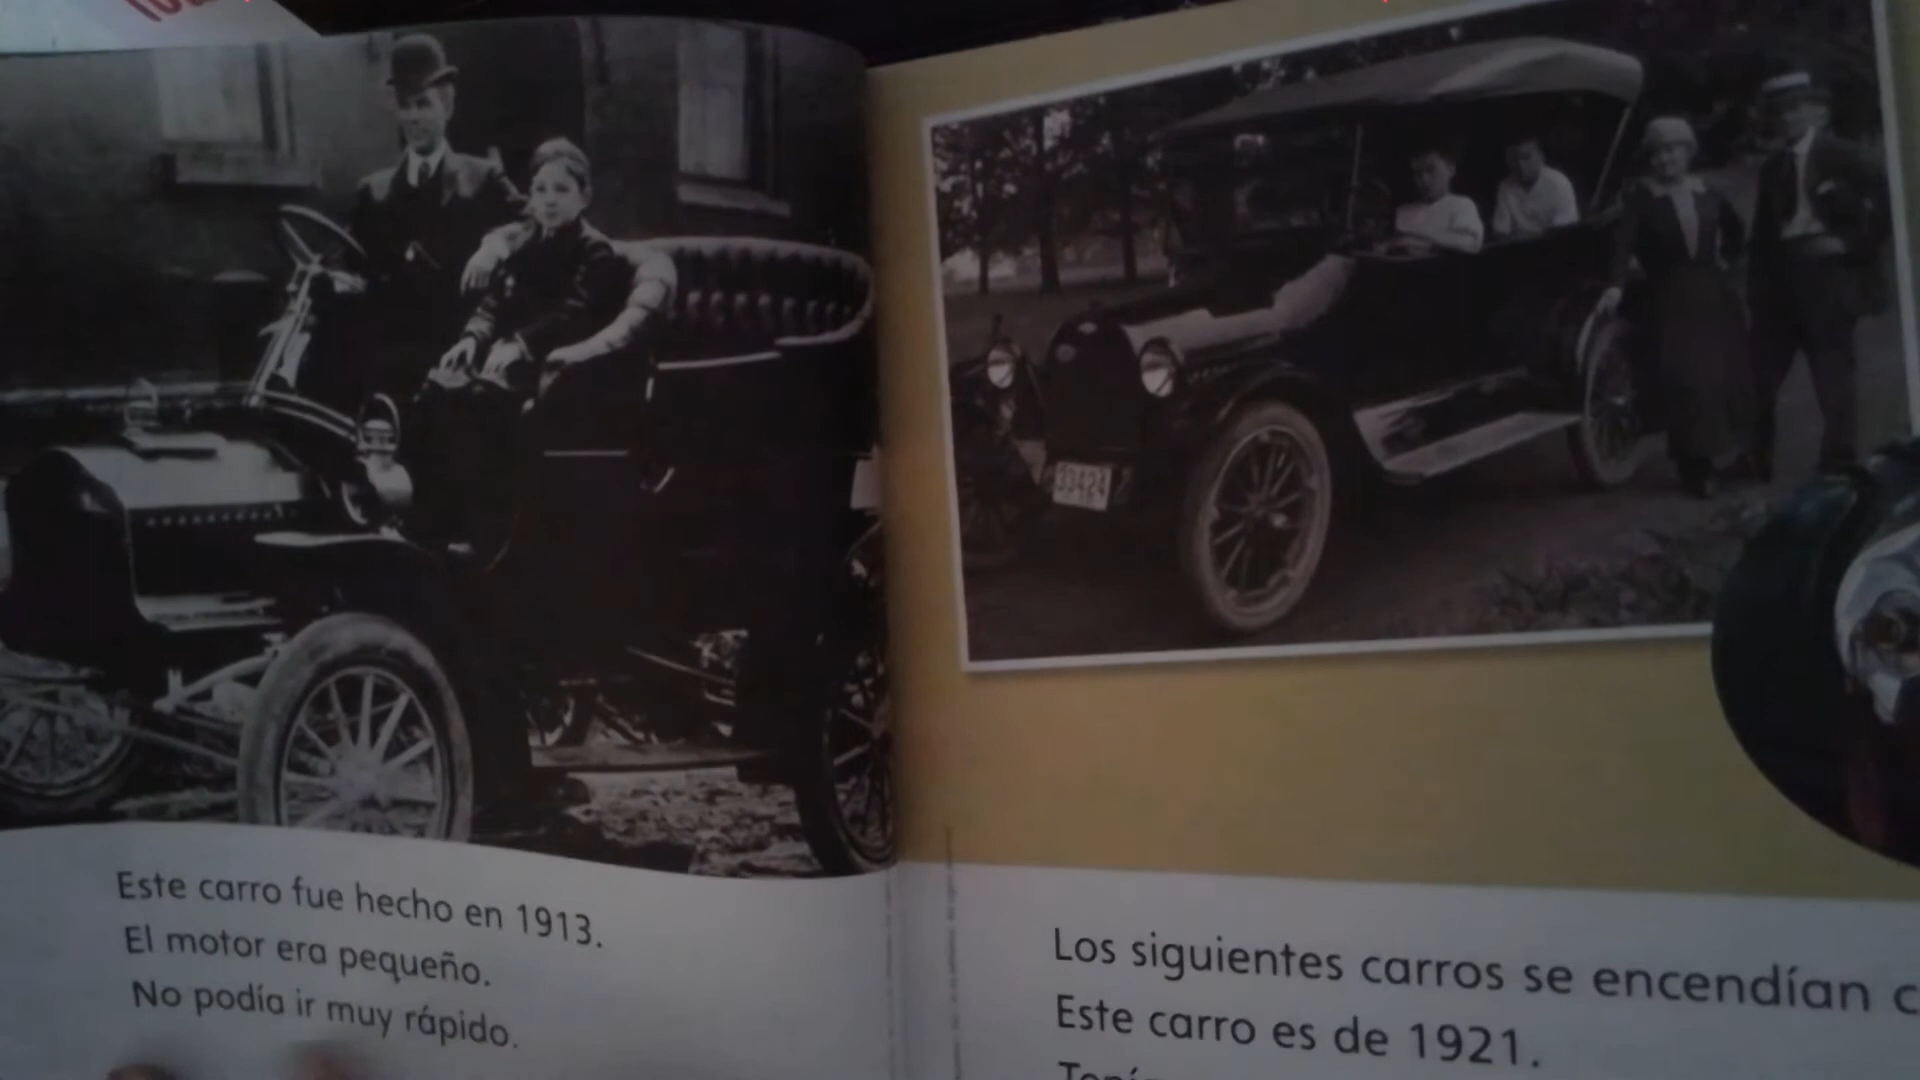 Este carro fue hecho en 1913.
El motor era pequeño.
No podía ir muy rápido.
33424
Los siguientes carros se encendían
Este carro es de 1921.